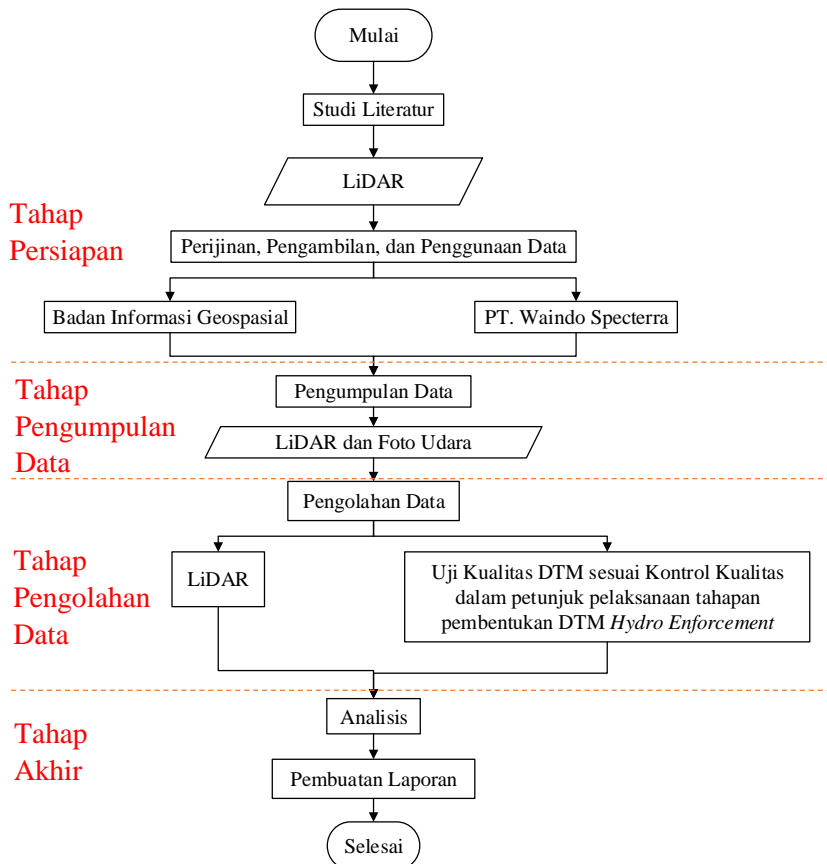 Mulai
Studi Literatur
LiDAR
Tahap
Persiapan
Perijinan, Pengambilan, dan Penggunaan Data
Badan Informasi Geospasial
PT. Waindo Specterra
Tahap
Pengumpulan
Data
Pengumpulan Data
LiDAR dan Foto Udara
Pengolahan Data
Tahap
Pengolahan
Data
LiDAR
Uji Kualitas DTM sesuai Kontrol Kualitas
dalam petunjuk pelaksanaan tahapan
pembentukan DTM Hydro Enforcement
Tahap
Akhir
Analisis
Pembuatan Laporan
Selesai